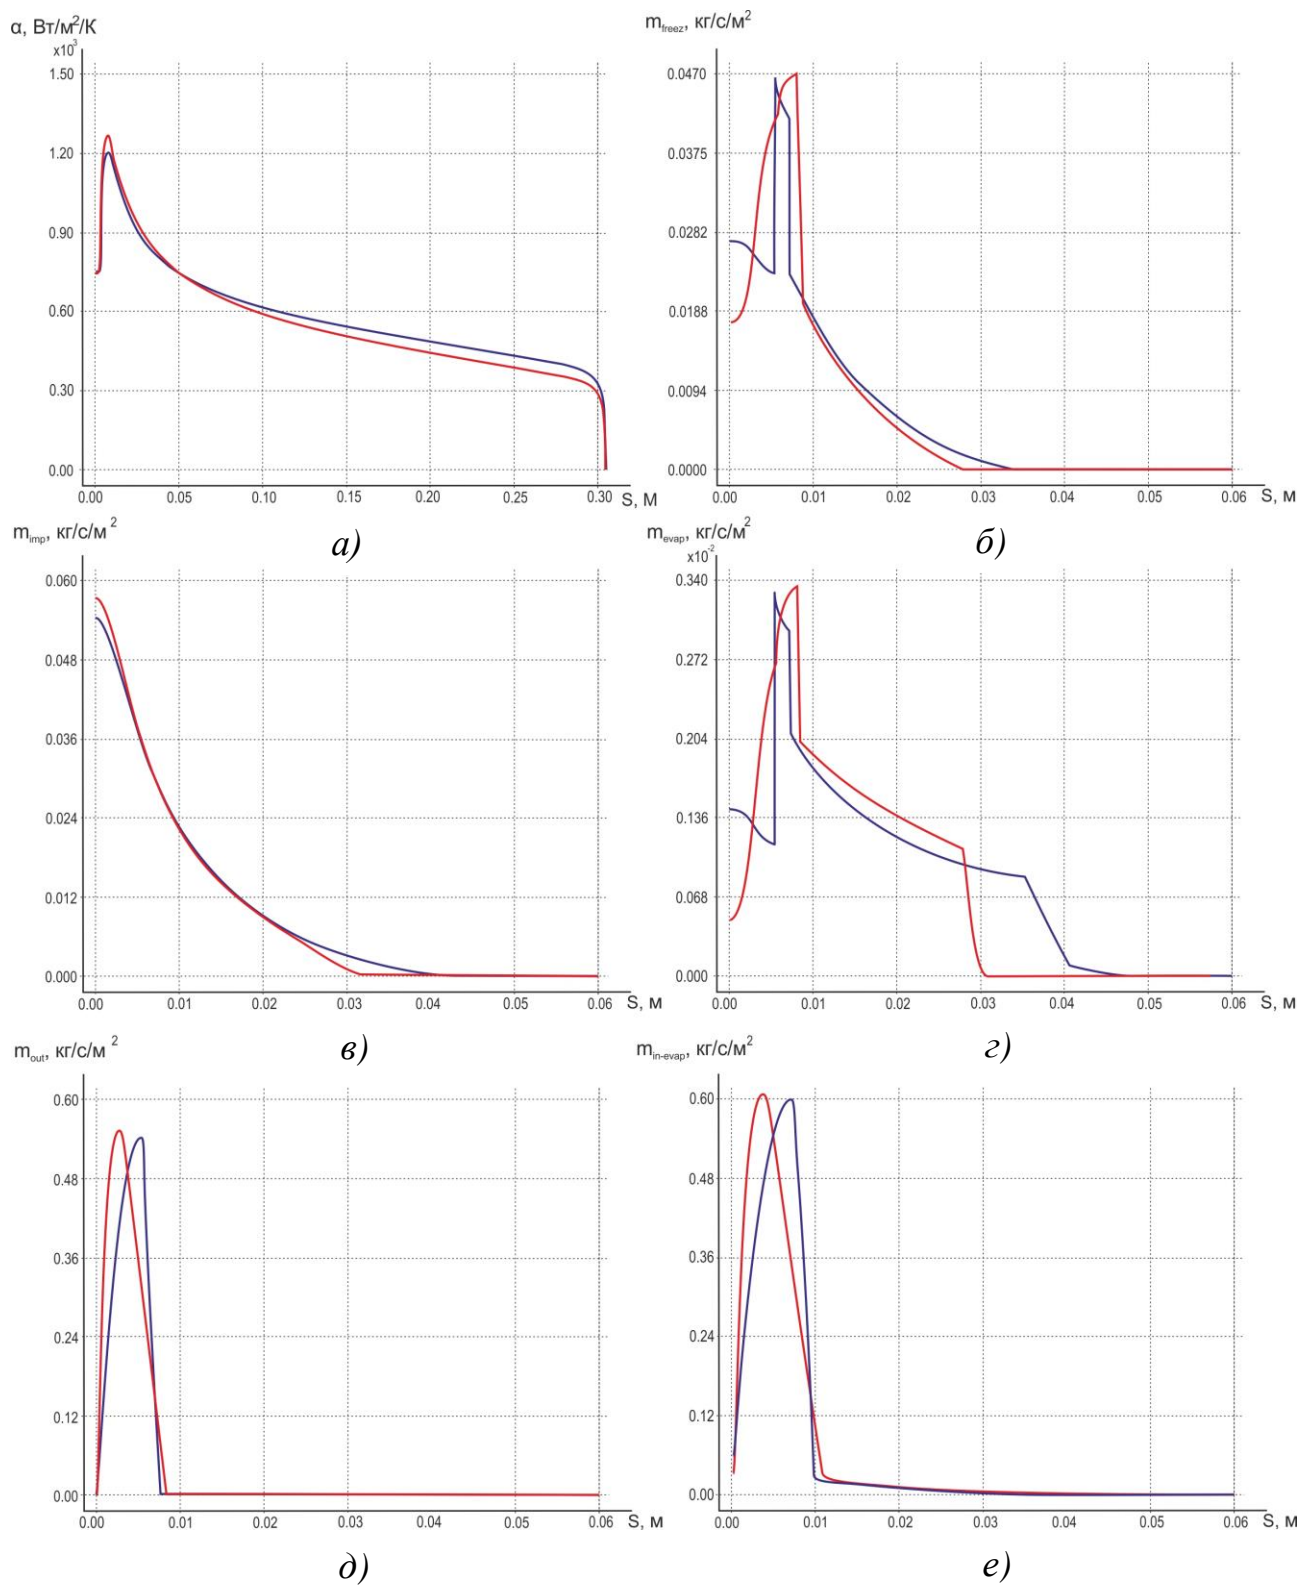 α, Вт/м²/К
x10³
1.50
1.20
0.90
0.60
0.30
0.00
0.00 0.05 0.10 0.15 0.20 0.25 0.30 S, М
а)
m_freez, кг/с/м²
0.0470
0.0375
0.0282
0.0188
0.0094
0.0000
0.00 0.01 0.02 0.03 0.04 0.05 0.06 S, м
б)
m_imp, кг/с/м²
0.060
0.048
0.036
0.024
0.012
0.000
0.00 0.01 0.02 0.03 0.04 0.05 0.06 S, м
в)
m_evap, кг/с/м²
x10⁻²
0.340
0.272
0.204
0.136
0.068
0.000
0.00 0.01 0.02 0.03 0.04 0.05 0.06 S, м
г)
m_out, кг/с/м²
0.60
0.48
0.36
0.24
0.12
0.00
0.00 0.01 0.02 0.03 0.04 0.05 0.06 S, м
д)
m_in-evap, кг/с/м²
0.60
0.48
0.36
0.24
0.12
0.00
0.00 0.01 0.02 0.03 0.04 0.05 0.06 S, м
е)